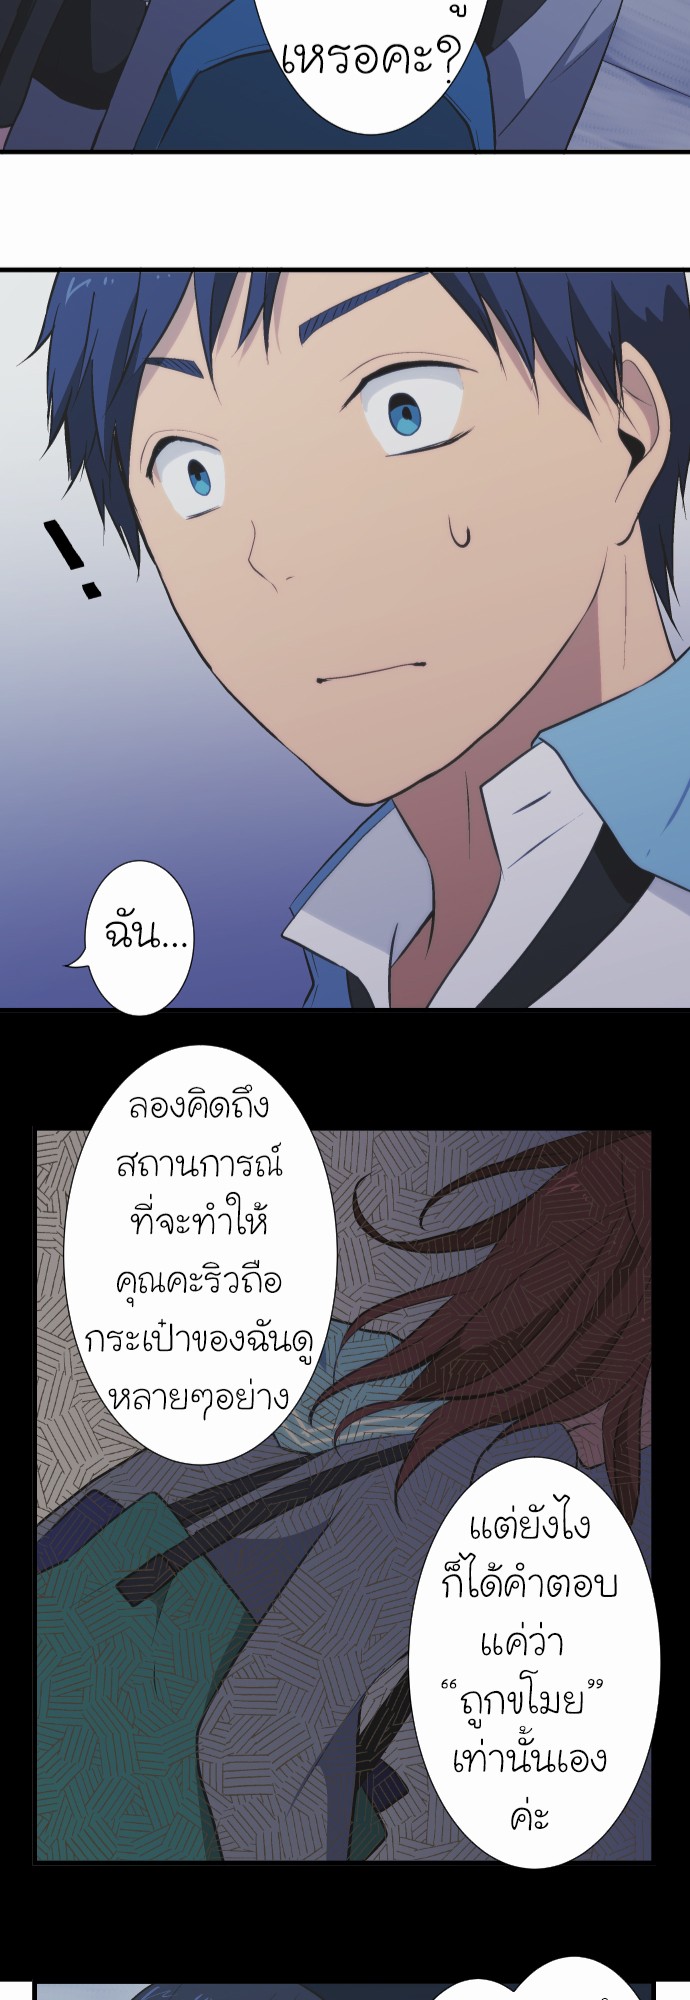 เหรอคะ?
ฉัน...
ลองคิดถึง
สถานการณ์
ที่จะทำให้
คุณคะริวถือ
กระเป๋าของฉันดู
หลายๆอย่าง
แต่ยังไง
ก็ได้คำตอบ
แค่ว่า
“ถูกขโมย”
เท่านั้นเอง
ค่ะ